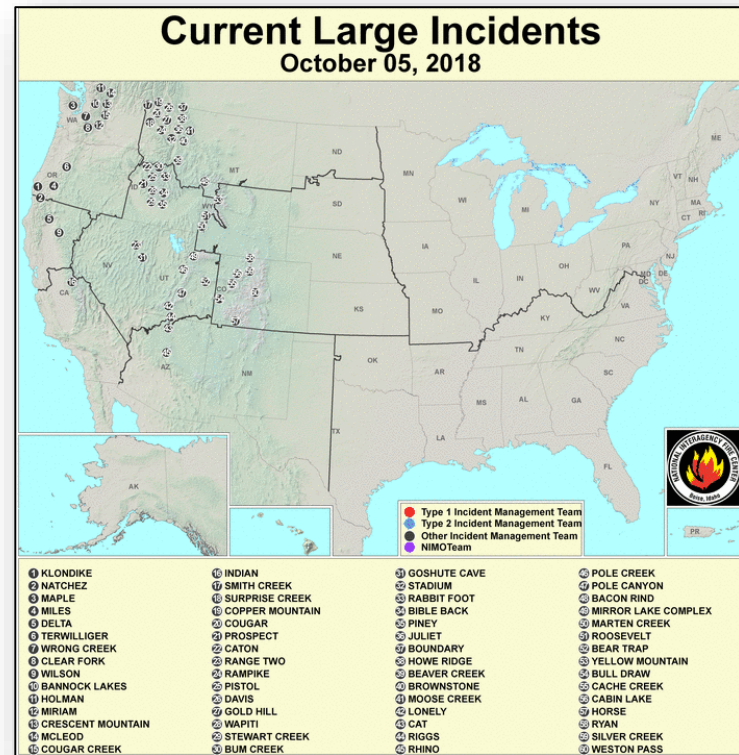 Current Large Incidents
October 05, 2018
WA
OR
CA
NV
ID
UT
AZ
MT
WY
CO
NM
ND
SD
NE
KS
OK
TX
MN
IA
MO
AR
LA
WI
IL
MI
IN
OH
KY
TN
MS
AL
GA
FL
SC
NC
VA
WV
PA
NY
VT
NH
ME
MA
CT
RI
NJ
DE
MD
DC
AK
PR
NATIONAL INTERAGENCY FIRE CENTER
Boise, Idaho
Type 1 Incident Management Team
Type 2 Incident Management Team
Other Incident Management Team
NIMOTeam
1 KLONDIKE
2 NATCHEZ
3 MAPLE
4 MILES
5 DELTA
6 TERWILLIGER
7 WRONG CREEK
8 CLEAR FORK
9 WILSON
10 BANNOCK LAKES
11 HOLMAN
12 MIRIAM
13 CRESCENT MOUNTAIN
14 MCLEOD
15 COUGAR CREEK
16 INDIAN
17 SMITH CREEK
18 SURPRISE CREEK
19 COPPER MOUNTAIN
20 COUGAR
21 PROSPECT
22 CATON
23 RANGE TWO
24 RAMPIKE
25 PISTOL
26 DAVIS
27 GOLD HILL
28 WAPITI
29 STEWART CREEK
30 BUM CREEK
31 GOSHUTE CAVE
32 STADIUM
33 RABBIT FOOT
34 BIBLE BACK
35 PINEY
36 JULIET
37 BOUNDARY
38 HOWE RIDGE
39 BEAVER CREEK
40 BROWNSTONE
41 MOOSE CREEK
42 LONELY
43 CAT
44 RIGGS
45 RHINO
46 POLE CREEK
47 POLE CANYON
48 BACON RIND
49 MIRROR LAKE COMPLEX
50 MARTEN CREEK
51 ROOSEVELT
52 BEAR TRAP
53 YELLOW MOUNTAIN
54 BULL DRAW
55 CACHE CREEK
56 CABIN LAKE
57 HORSE
58 RYAN
59 SILVER CREEK
60 WESTON PASS